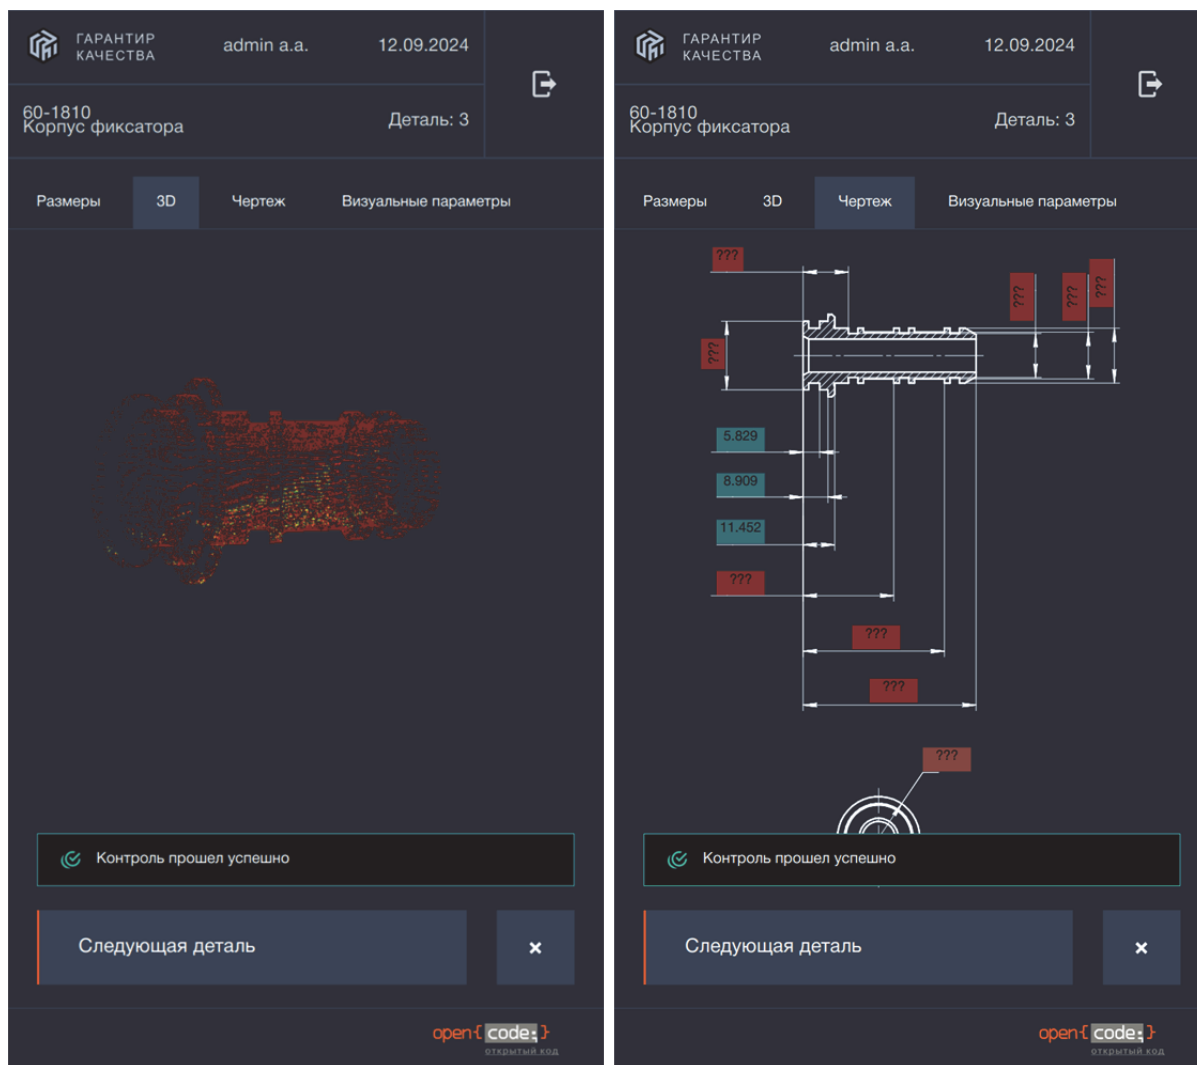 ГАРАНТИР
КАЧЕСТВА
admin a.a.
12.09.2024
60-1810
Корпус фиксатора
Деталь: 3
Размеры
3D
Чертеж
Визуальные параметры
Контроль прошел успешно
Следующая деталь
×
open{code:}
открытый код
ГАРАНТИР
КАЧЕСТВА
admin a.a.
12.09.2024
60-1810
Корпус фиксатора
Деталь: 3
Размеры
3D
Чертеж
Визуальные параметры
???
???
???
???
???
5.829
8.909
11.452
???
???
???
???
Контроль прошел успешно
Следующая деталь
×
open{code:}
открытый код